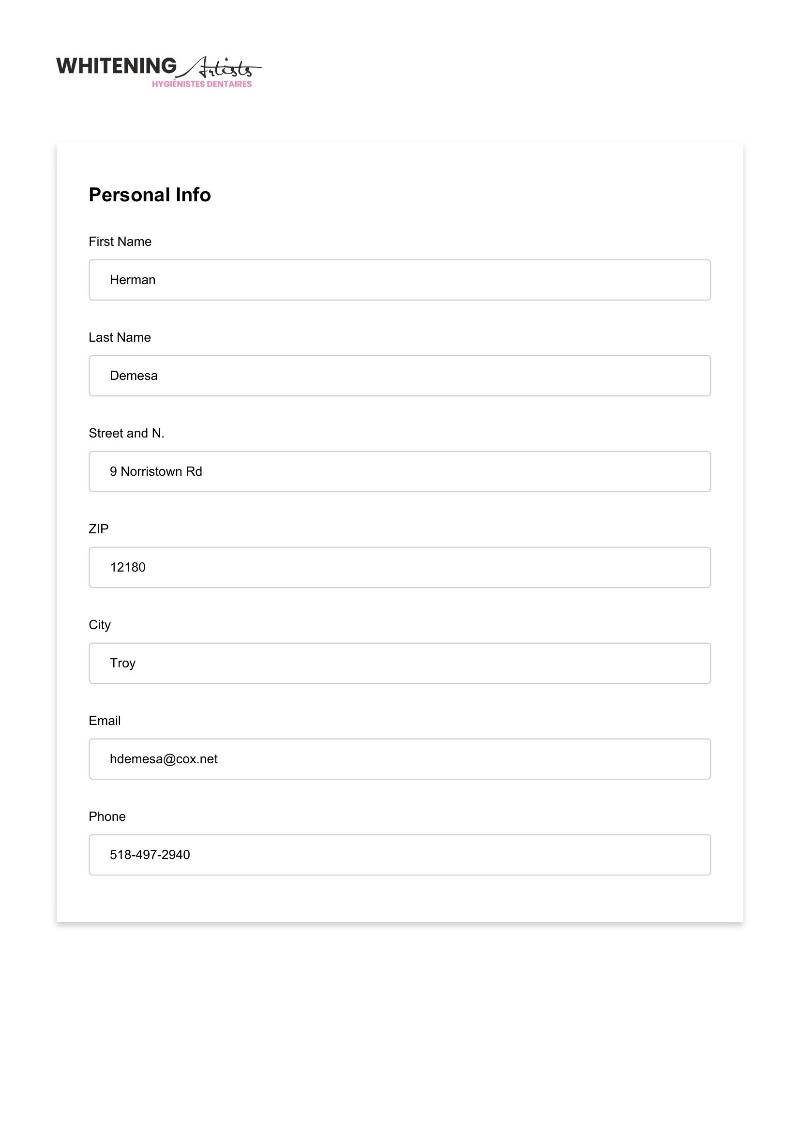 WHITENING Artists
HYGIÉNISTES DENTAIRES
Personal Info
First Name
Herman
Last Name
Demesa
Street and N.
9 Norristown Rd
ZIP
12180
City
Troy
Email
hdemesa@cox.net
Phone
518-497-2940